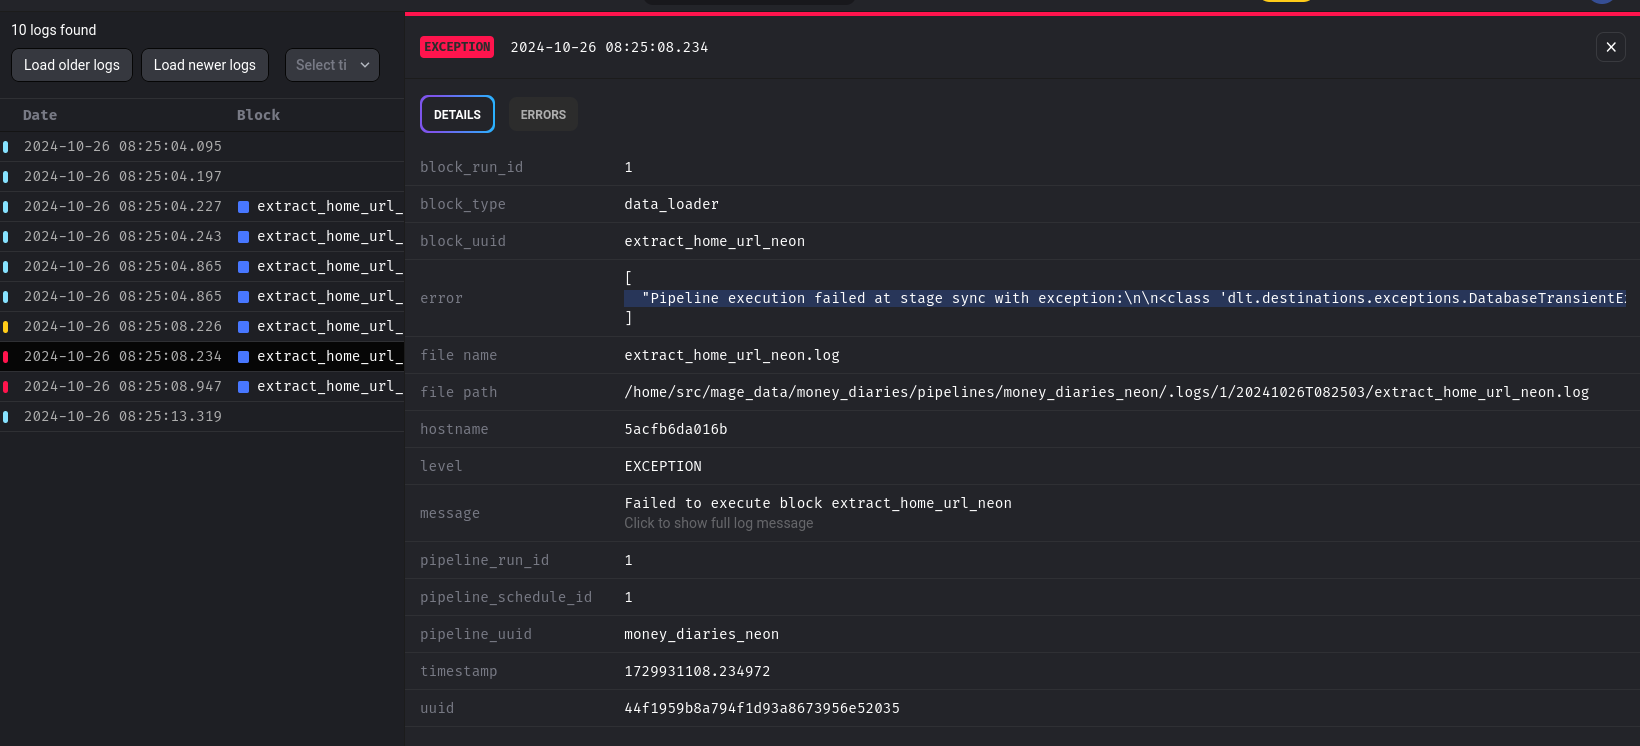 10 logs found
Load older logs
Load newer logs
Select ti
Date Block
2024-10-26 08:25:04.095
2024-10-26 08:25:04.197
2024-10-26 08:25:04.227 extract_home_url_
2024-10-26 08:25:04.243 extract_home_url_
2024-10-26 08:25:04.865 extract_home_url_
2024-10-26 08:25:04.865 extract_home_url_
2024-10-26 08:25:08.226 extract_home_url_
2024-10-26 08:25:08.234 extract_home_url_
2024-10-26 08:25:08.947 extract_home_url_
2024-10-26 08:25:13.319
EXCEPTION 2024-10-26 08:25:08.234
DETAILS ERRORS
block_run_id 1
block_type data_loader
block_uuid extract_home_url_neon
error [
"Pipeline execution failed at stage sync with exception:\n\n<class 'dlt.destinations.exceptions.DatabaseTransientE
]
file name extract_home_url_neon.log
file path /home/src/mage_data/money_diaries/pipelines/money_diaries_neon/.logs/1/20241026T082503/extract_home_url_neon.log
hostname 5acfb6da016b
level EXCEPTION
message Failed to execute block extract_home_url_neon
Click to show full log message
pipeline_run_id 1
pipeline_schedule_id 1
pipeline_uuid money_diaries_neon
timestamp 1729931108.234972
uuid 44f1959b8a794f1d93a8673956e52035